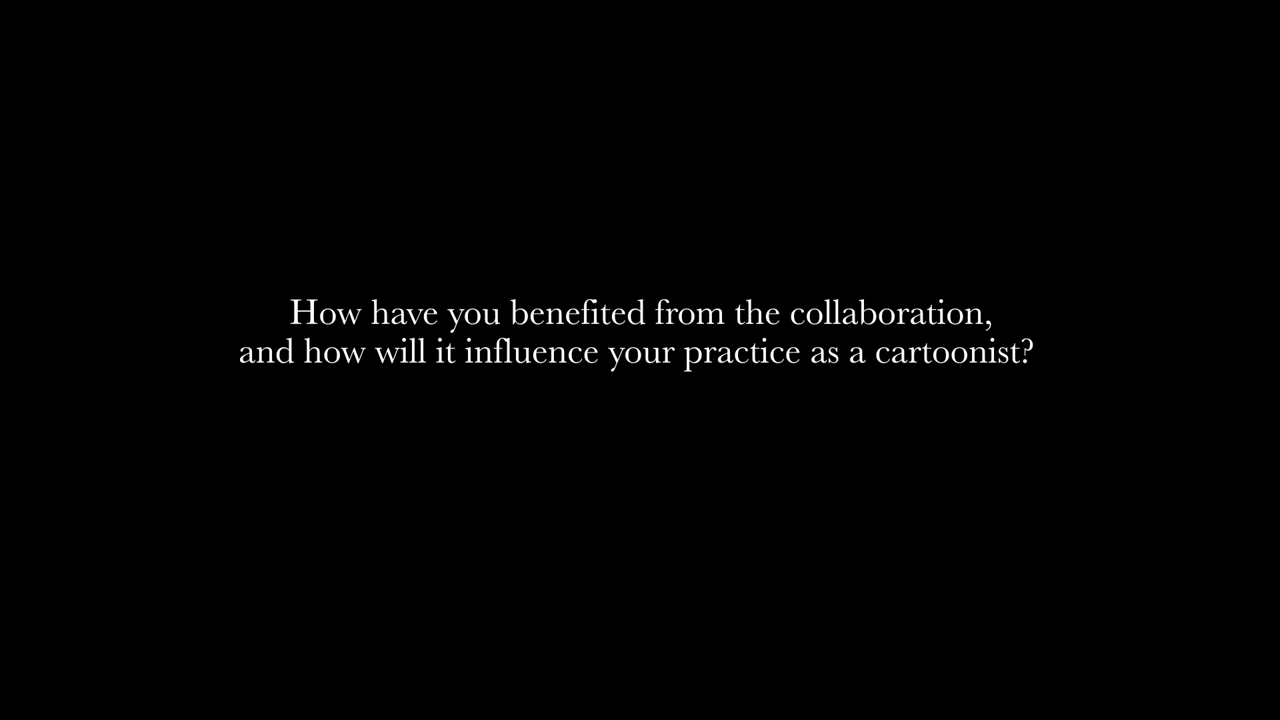 How have you benefited from the collaboration,
and how will it influence your practice as a cartoonist?